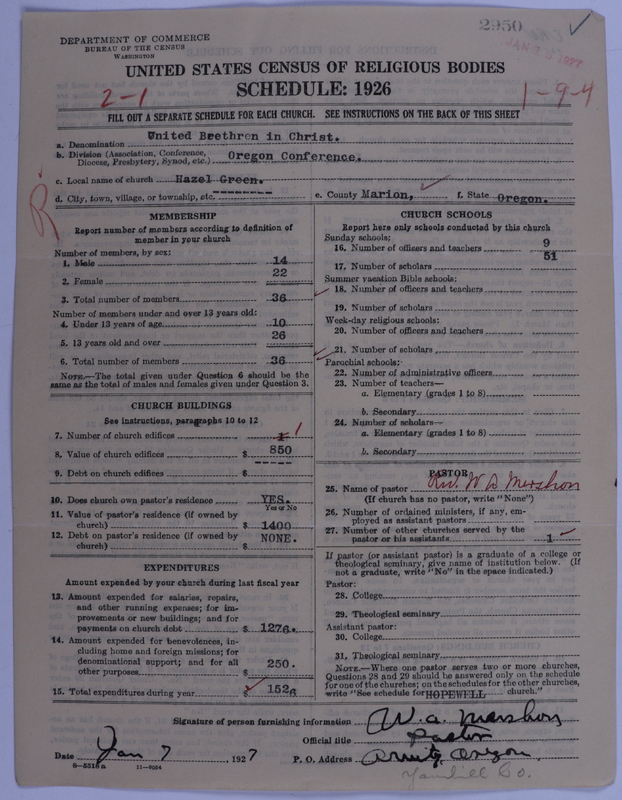 2950
DEPARTMENT OF COMMERCE
BUREAU OF THE CENSUS
WASHINGTON
UNITED STATES CENSUS OF RELIGIOUS BODIES
SCHEDULE: 1926
2-1
1-9-4
FILL OUT A SEPARATE SCHEDULE FOR EACH CHURCH. SEE INSTRUCTIONS ON THE BACK OF THIS SHEET
a. Denomination United Brethren in Christ.
b. Division (Association, Conference, Diocese, Presbytery, Synod, etc.) Oregon Conference.
c. Local name of church Hazel Green.
d. City, town, village, or township, etc. -------- e. County Marion, f. State Oregon.
R
MEMBERSHIP
Report number of members according to definition of
member in your church
Number of members, by sex:
1. Male 14
2. Female 22
3. Total number of members 36
Number of members under and over 13 years old:
4. Under 13 years of age 10
5. 13 years old and over 26
6. Total number of members 36
NOTE.—The total given under Question 6 should be the
same as the total of males and females given under Question 3.
CHURCH BUILDINGS
See instructions, paragraphs 10 to 12
7. Number of church edifices 1 1
8. Value of church edifices $ 850
9. Debt on church edifices $ -----
10. Does church own pastor's residence YES.
Yes or No
11. Value of pastor's residence (if owned by
church) $ 1400
12. Debt on pastor's residence (if owned by
church) $ NONE.
EXPENDITURES
Amount expended by your church during last fiscal year
13. Amount expended for salaries, repairs,
and other running expenses; for im-
provements or new buildings; and for
payments on church debt $ 1276.
14. Amount expended for benevolences, in-
cluding home and foreign missions; for
denominational support; and for all
other purposes $ 250.
15. Total expenditures during year $ 1526
CHURCH SCHOOLS
Report here only schools conducted by this church
Sunday schools:
16. Number of officers and teachers 9
17. Number of scholars 51
Summer vacation Bible schools:
18. Number of officers and teachers
19. Number of scholars
Week-day religious schools:
20. Number of officers and teachers
21. Number of scholars
Parochial schools:
22. Number of administrative officers
23. Number of teachers—
a. Elementary (grades 1 to 8)
b. Secondary
24. Number of scholars—
a. Elementary (grades 1 to 8)
b. Secondary
PASTOR
25. Name of pastor Rev. W A Mershon
(If church has no pastor, write "None")
26. Number of ordained ministers, if any, em-
ployed as assistant pastors
27. Number of other churches served by the
pastor or his assistants 1
If pastor (or assistant pastor) is a graduate of a college or
theological seminary, give name of institution below. (If
not a graduate, write "No" in the space indicated.)
Pastor:
28. College
29. Theological seminary
Assistant pastor:
30. College
31. Theological seminary
NOTE.—Where one pastor serves two or more churches,
Questions 28 and 29 should be answered only on the schedule
for one of the churches; on the schedules for the other churches,
write "See schedule for HOPEWELL church."
Signature of person furnishing information W. A. Mershon
Official title Pastor
Date Jan 7, 1927 P. O. Address Amity, Oregon,
8-5518a 11-9064
Yamhill Co.